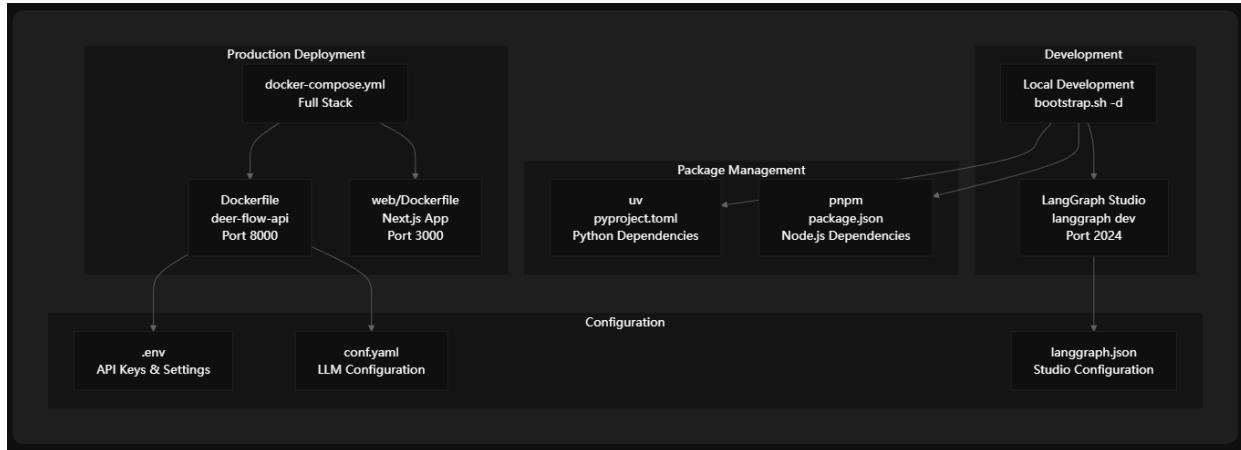 Production Deployment
docker-compose.yml
Full Stack
Dockerfile
deer-flow-api
Port 8000
web/Dockerfile
Next.js App
Port 3000
Package Management
uv
pyproject.toml
Python Dependencies
pnpm
package.json
Node.js Dependencies
Development
Local Development
bootstrap.sh -d
LangGraph Studio
langgraph dev
Port 2024
Configuration
.env
API Keys & Settings
conf.yaml
LLM Configuration
langgraph.json
Studio Configuration